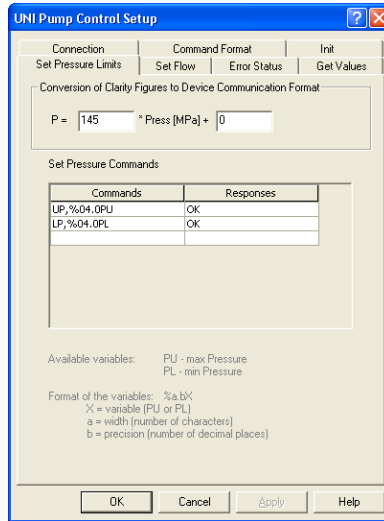 UNI Pump Control Setup
Connection Command Format Init
Set Pressure Limits Set Flow Error Status Get Values
Conversion of Clarity Figures to Device Communication Format
P = 145 * Press [MPa] + 0
Set Pressure Commands
Commands Responses
UP,%04.0PU OK
LP,%04.0PL OK
Available variables: PU - max Pressure
PL - min Pressure
Format of the variables: %a.bX
X = variable (PU or PL)
a = width (number of characters)
b = precision (number of decimal places)
OK Cancel Apply Help